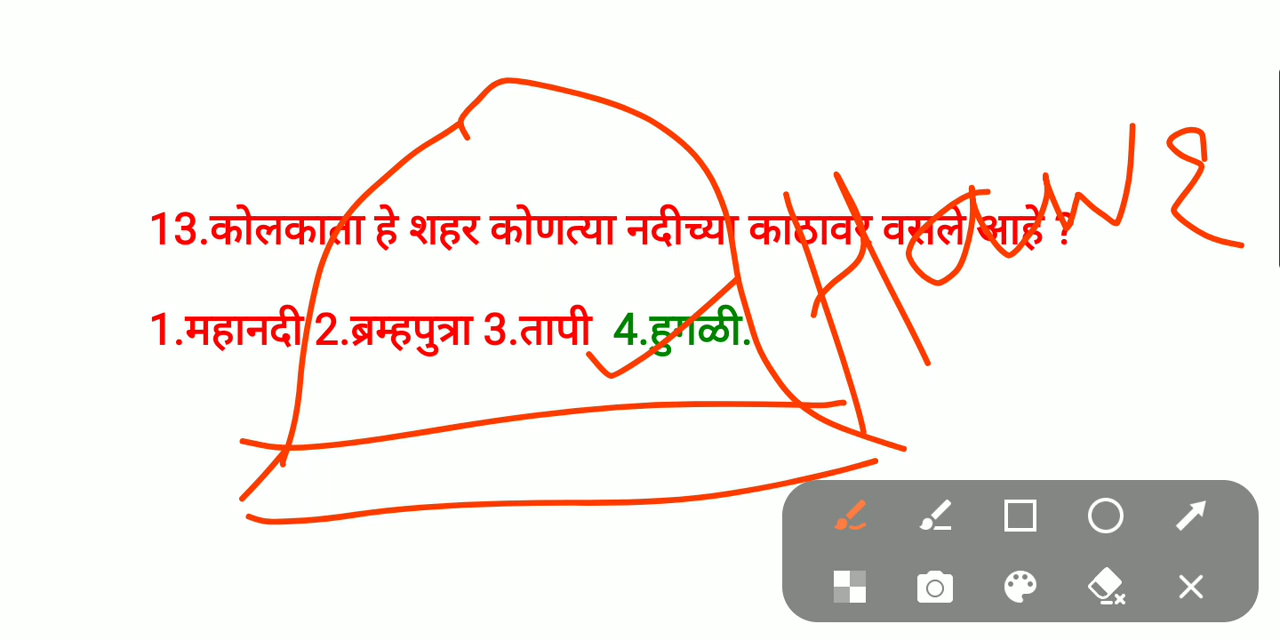 13.कोलकाता हे शहर कोणत्या नदीच्या काठावर वसले आहे ?
1.महानदी 2.ब्रम्हपुत्रा 3.तापी 4.हुगळी.